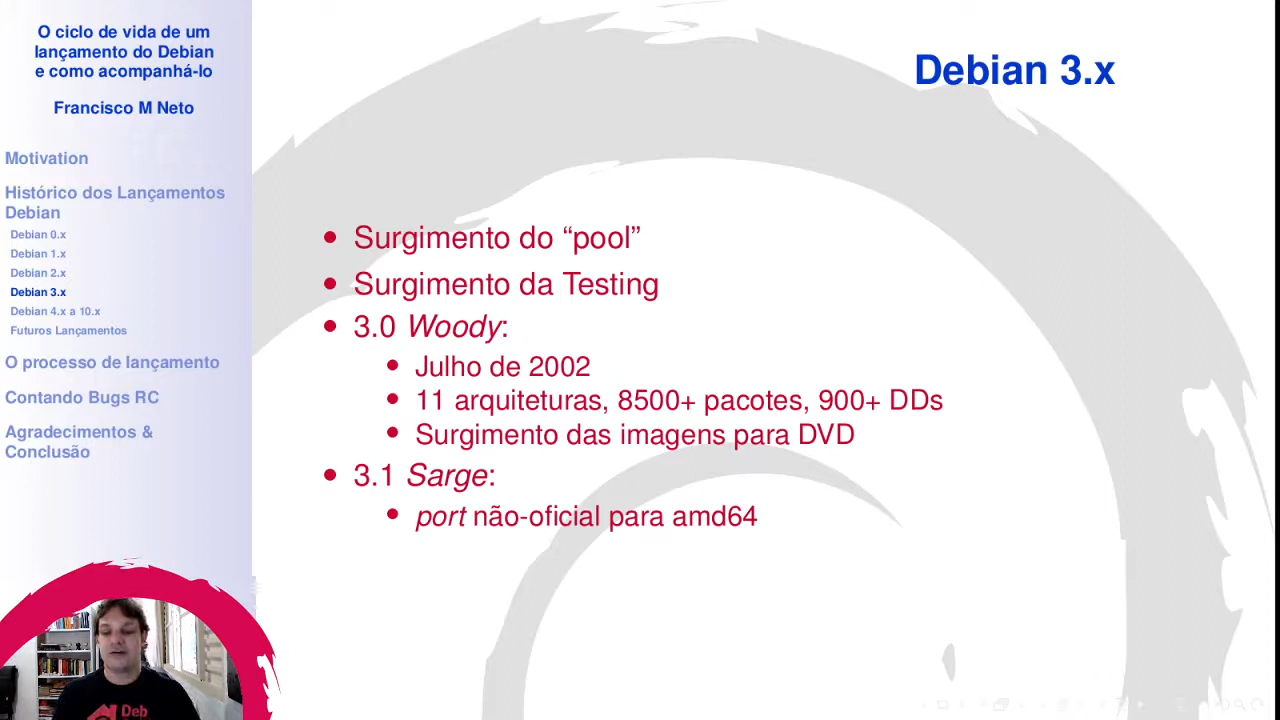 O ciclo de vida de um
lançamento do Debian
e como acompanhá-lo
Francisco M Neto
Motivation
Histórico dos Lançamentos
Debian
Debian 0.x
Debian 1.x
Debian 2.x
Debian 3.x
Debian 4.x a 10.x
Futuros Lançamentos
O processo de lançamento
Contando Bugs RC
Agradecimentos &
Conclusão
Debian 3.x
• Surgimento do “pool”
• Surgimento da Testing
• 3.0 Woody:
• Julho de 2002
• 11 arquiteturas, 8500+ pacotes, 900+ DDs
• Surgimento das imagens para DVD
• 3.1 Sarge:
• port não-oficial para amd64
Deb